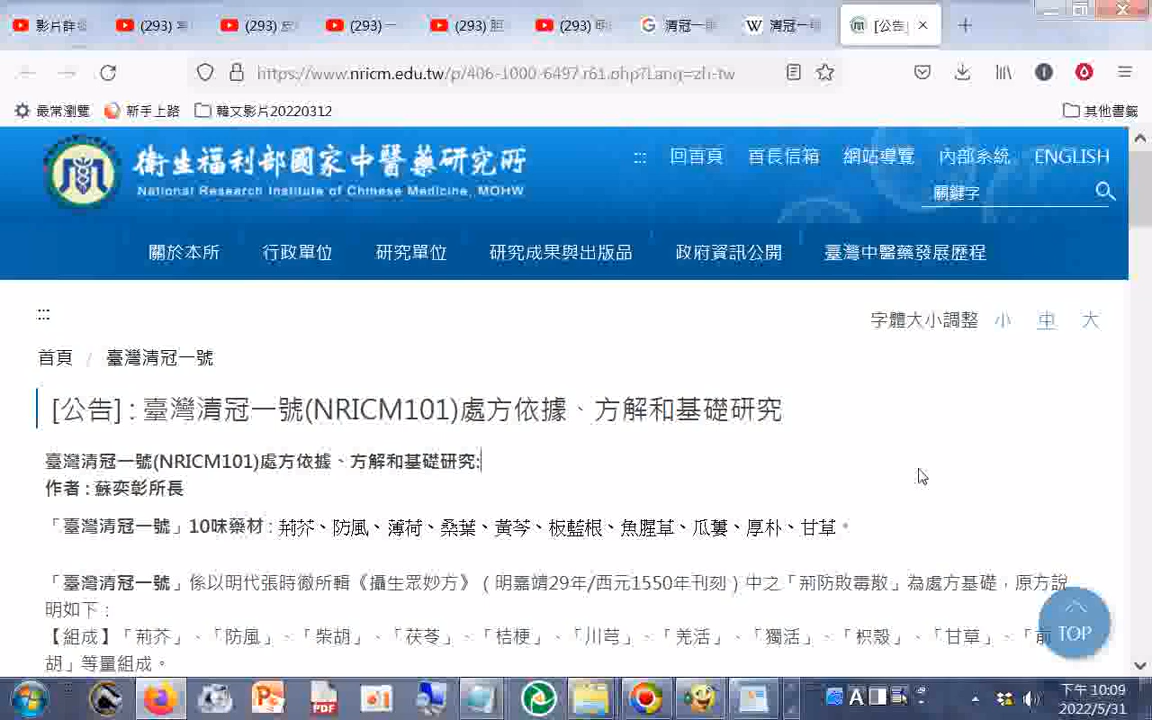 影片詳
(293)
(293)
(293) 一
(293)
(293)
清冠一
清冠一
[公告]
https://www.nricm.edu.tw/p/406-1000-6497,r61.php?Lang=zh-tw
最常瀏覽 新手上路 韓文影片20220312 其他書籤
衛生福利部國家中醫藥研究所
National Research Institute of Chinese Medicine, MOHW
::: 回首頁 首長信箱 網站導覽 內部系統 ENGLISH
關鍵字
關於本所 行政單位 研究單位 研究成果與出版品 政府資訊公開 臺灣中醫藥發展歷程
:::
字體大小調整 小 中 大
首頁 / 臺灣清冠一號
[公告] : 臺灣清冠一號(NRICM101)處方依據、方解和基礎研究
臺灣清冠一號(NRICM101)處方依據、方解和基礎研究:
作者 : 蘇奕彰所長
「臺灣清冠一號」10味藥材 : 荊芥、防風、薄荷、桑葉、黃芩、板藍根、魚腥草、瓜蔞、厚朴、甘草。
「臺灣清冠一號」係以明代張時徹所輯《攝生眾妙方》（明嘉靖29年/西元1550年刊刻）中之「荊防敗毒散」為處方基礎，原方說
明如下 :
【組成】「荊芥」、「防風」、「柴胡」、「茯苓」、「桔梗」、「川芎」、「羌活」、「獨活」、「枳殼」、「甘草」、「前
胡」等量組成。
TOP
PDF
A
下午 10:09
2022/5/31